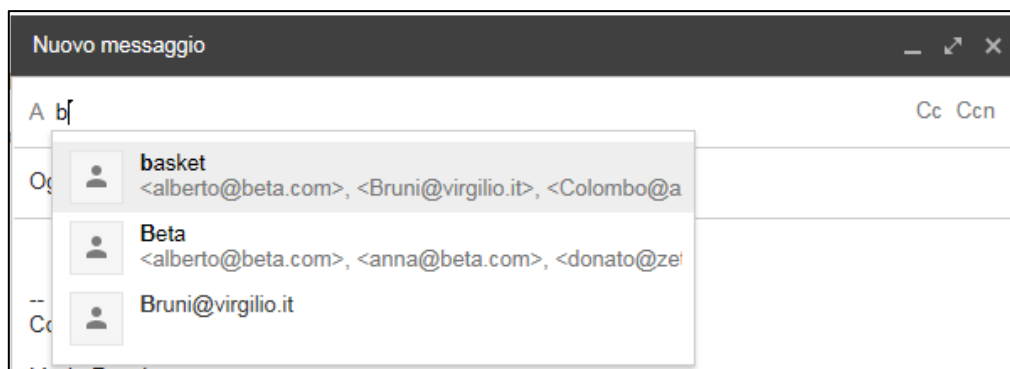 Nuovo messaggio
A b Cc Ccn
basket
<alberto@beta.com>, <Bruni@virgilio.it>, <Colombo@a
Beta
<alberto@beta.com>, <anna@beta.com>, <donato@zet
Bruni@virgilio.it
--